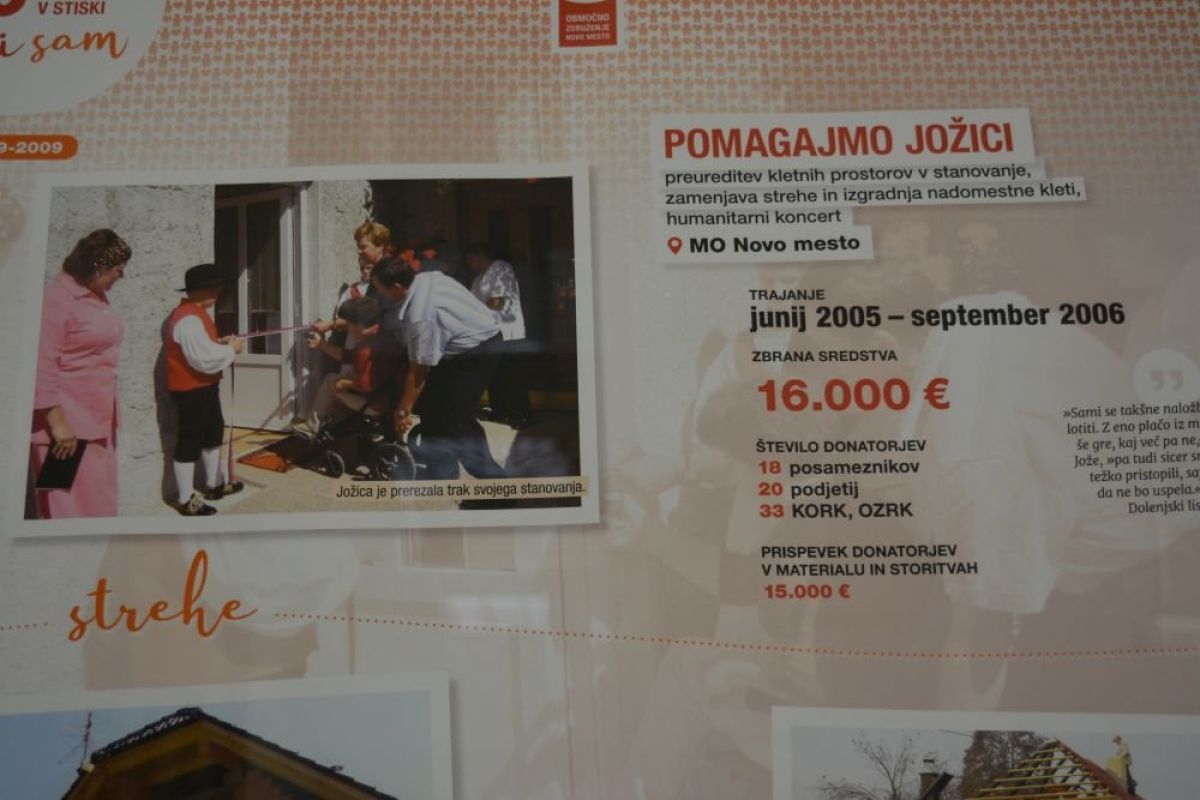 V STISKI
i sam
OBMOČNO
ZDRUŽENJE
NOVO MESTO
9-2009
POMAGAJMO JOŽICI
preureditev kletnih prostorov v stanovanje,
zamenjava strehe in izgradnja nadomestne kleti,
humanitarni koncert
MO Novo mesto
TRAJANJE
junij 2005 – september 2006
ZBRANA SREDSTVA
16.000 €
ŠTEVILO DONATORJEV
18 posameznikov
20 podjetij
33 KORK, OZRK
PRISPEVEK DONATORJEV
V MATERIALU IN STORITVAH
15.000 €
»Sami se takšne naložb
lotiti. Z eno plačo iz m
še gre, kaj več pa ne,
Jože, »pa tudi sicer sm
težko pristopili, sa
da ne bo uspela.«
Dolenjski lis
Jožica je prerezala trak svojega stanovanja.
strehe